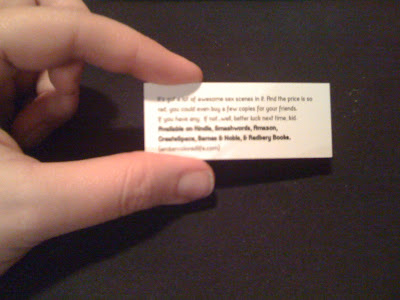 It's got a lot of awesome sex scenes in it. And the price is so
rad, you could even buy a few copies for your friends.
If you have any. If not...well, better luck next time, kid.
Available on Kindle, Smashwords, Amazon,
CreateSpace, Barnes & Noble, & Redbery Books.